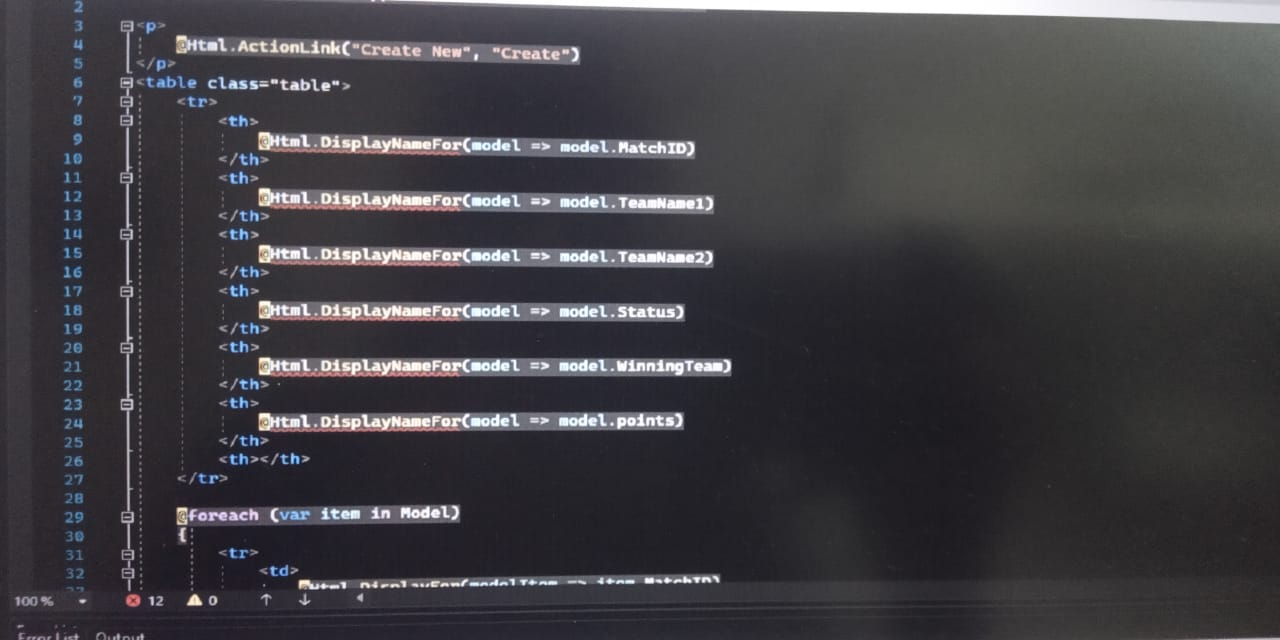 2
3 <p>
4 @Html.ActionLink("Create New", "Create")
5 </p>
6 <table class="table">
7 <tr>
8 <th>
9 @Html.DisplayNameFor(model => model.MatchID)
10 </th>
11 <th>
12 @Html.DisplayNameFor(model => model.TeamName1)
13 </th>
14 <th>
15 @Html.DisplayNameFor(model => model.TeamName2)
16 </th>
17 <th>
18 @Html.DisplayNameFor(model => model.Status)
19 </th>
20 <th>
21 @Html.DisplayNameFor(model => model.WinningTeam)
22 </th>
23 <th>
24 @Html.DisplayNameFor(model => model.points)
25 </th>
26 <th></th>
27 </tr>
28
29 @foreach (var item in Model)
30 {
31 <tr>
32 <td>
@Html.DisplayFor(modelItem => item.MatchID)
100 % 12 0
Error List Output